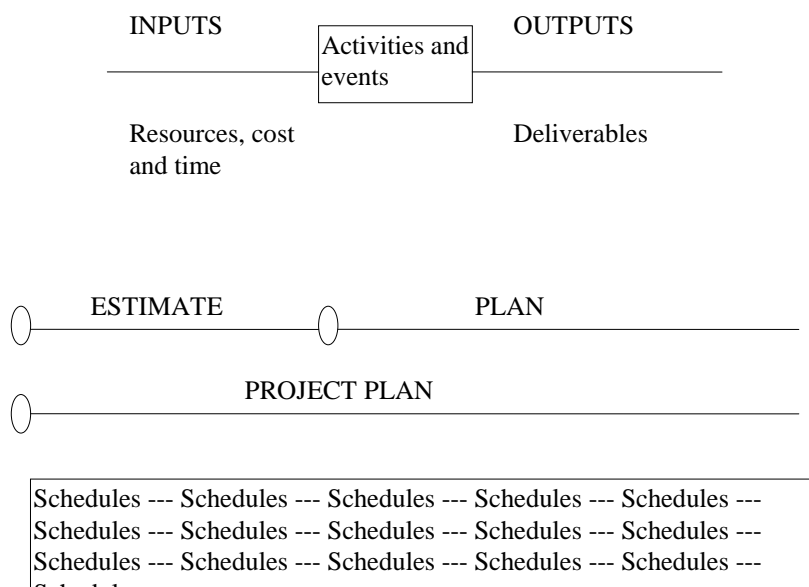 INPUTS
Activities and
events
OUTPUTS
Resources, cost
and time
Deliverables
ESTIMATE
PLAN
PROJECT PLAN
Schedules --- Schedules --- Schedules --- Schedules --- Schedules ---
Schedules --- Schedules --- Schedules --- Schedules --- Schedules ---
Schedules --- Schedules --- Schedules --- Schedules --- Schedules ---